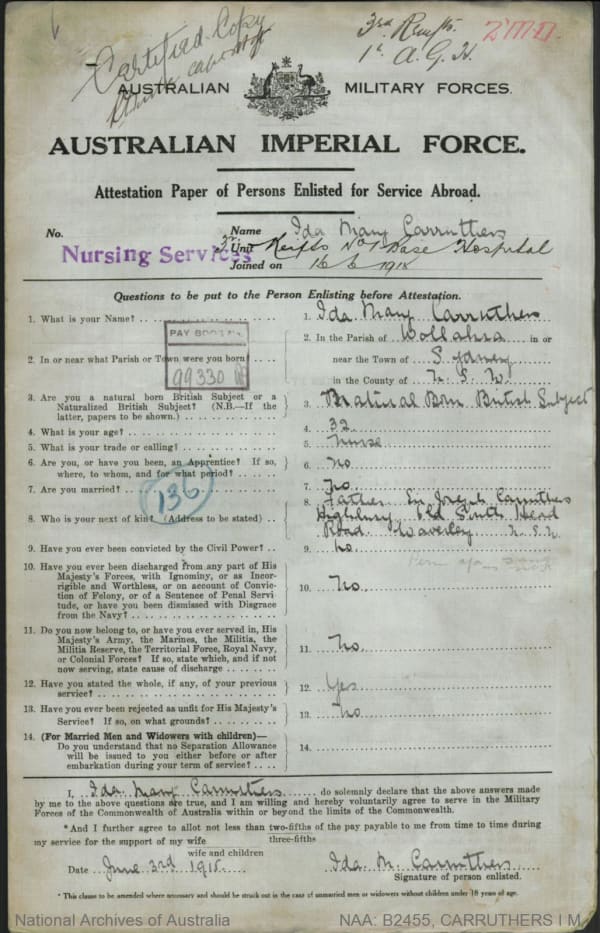 Certified Copy
3rd Reinfts.
1st A.G.H.
AUSTRALIAN MILITARY FORCES.
AUSTRALIAN IMPERIAL FORCE.
Attestation Paper of Persons Enlisted for Service Abroad.
No. Name Ida Mary Carruthers
Nursing Services Unit Reinfts No 1 Base Hospital
Joined on 1915
Questions to be put to the Person Enlisting before Attestation.
1. What is your Name? 1. Ida Mary Carruthers
PAY BOOK No.
99330
2. In or near what Parish or Town were you born? 2. In the Parish of Wollahra in or
near the Town of Sydney
in the County of N.S.W.
3. Are you a natural born British Subject or a
Naturalized British Subject? (N.B.—If the
latter, papers to be shown.) 3. Natural Born British Subject
4. What is your age? 4. 32
5. What is your trade or calling? 5. Nurse
6. Are you, or have you been, an Apprentice? If so,
where, to whom, and for what period? 6. No
136
7. Are you married? 7. No
8. Who is your next of kin? (Address to be stated) 8. Father Sir Joseph Carruthers
Highbury Old South Head
Road. Waverley N.S.W.
9. Have you ever been convicted by the Civil Power? 9. No
10. Have you ever been discharged from any part of His
Majesty's Forces, with Ignominy, or as Incor-
rigible and Worthless, or on account of Convic-
tion of Felony, or of a Sentence of Penal Servi
tude, or have you been Dismissed with Disgrace
from the Navy? 10. No.
11. Do you now belong to, or have you ever served in, His
Majesty's Army, the Marines, the Militia, the
Militia Reserve, the Territorial Force, Royal Navy,
or Colonial Forces? If so, state which, and if not
now serving, state cause of discharge 11. No.
12. Have you stated the whole, if any, of your previous
service? 12. Yes
13. Have you ever been rejected as unfit for His Majesty's
Service? If so, on what grounds? 13. No
14. (For Married Men and Widowers with children)—
Do you understand that no Separation Allowance
will be issued to you either before or after
embarkation during your term of service? 14.
I, Ida Mary Carruthers do solemnly declare that the above answers made
by me to the above questions are true, and I am willing and hereby voluntarily agree to serve in the Military
Forces of the Commonwealth of Australia within or beyond the limits of the Commonwealth.
*And I further agree to allot not less than two-fifths of the pay payable to me from time to time during
three-fifths
my service for the support of my wife
wife and children
Date June 3rd 1915. Ida. M. Carruthers
Signature of person enlisted.
* This clause to be amended where necessary and should be struck out in the case of unmarried men or widowers without children under 18 years of age.
National Archives of Australia NAA: B2455, CARRUTHERS I M